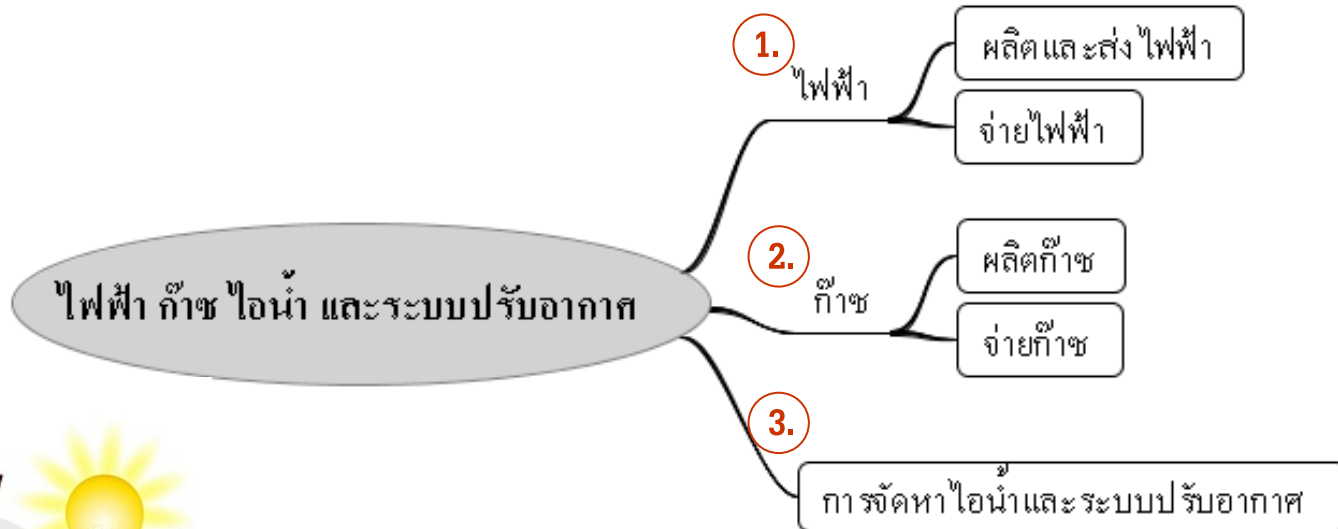 1.
ไฟฟ้า
ผลิตและส่งไฟฟ้า
จ่ายไฟฟ้า
ไฟฟ้า ก๊าซ ไอน้ำ และระบบปรับอากาศ
2.
ก๊าซ
ผลิตก๊าซ
จ่ายก๊าซ
3.
การจัดหาไอน้ำและระบบปรับอากาศ